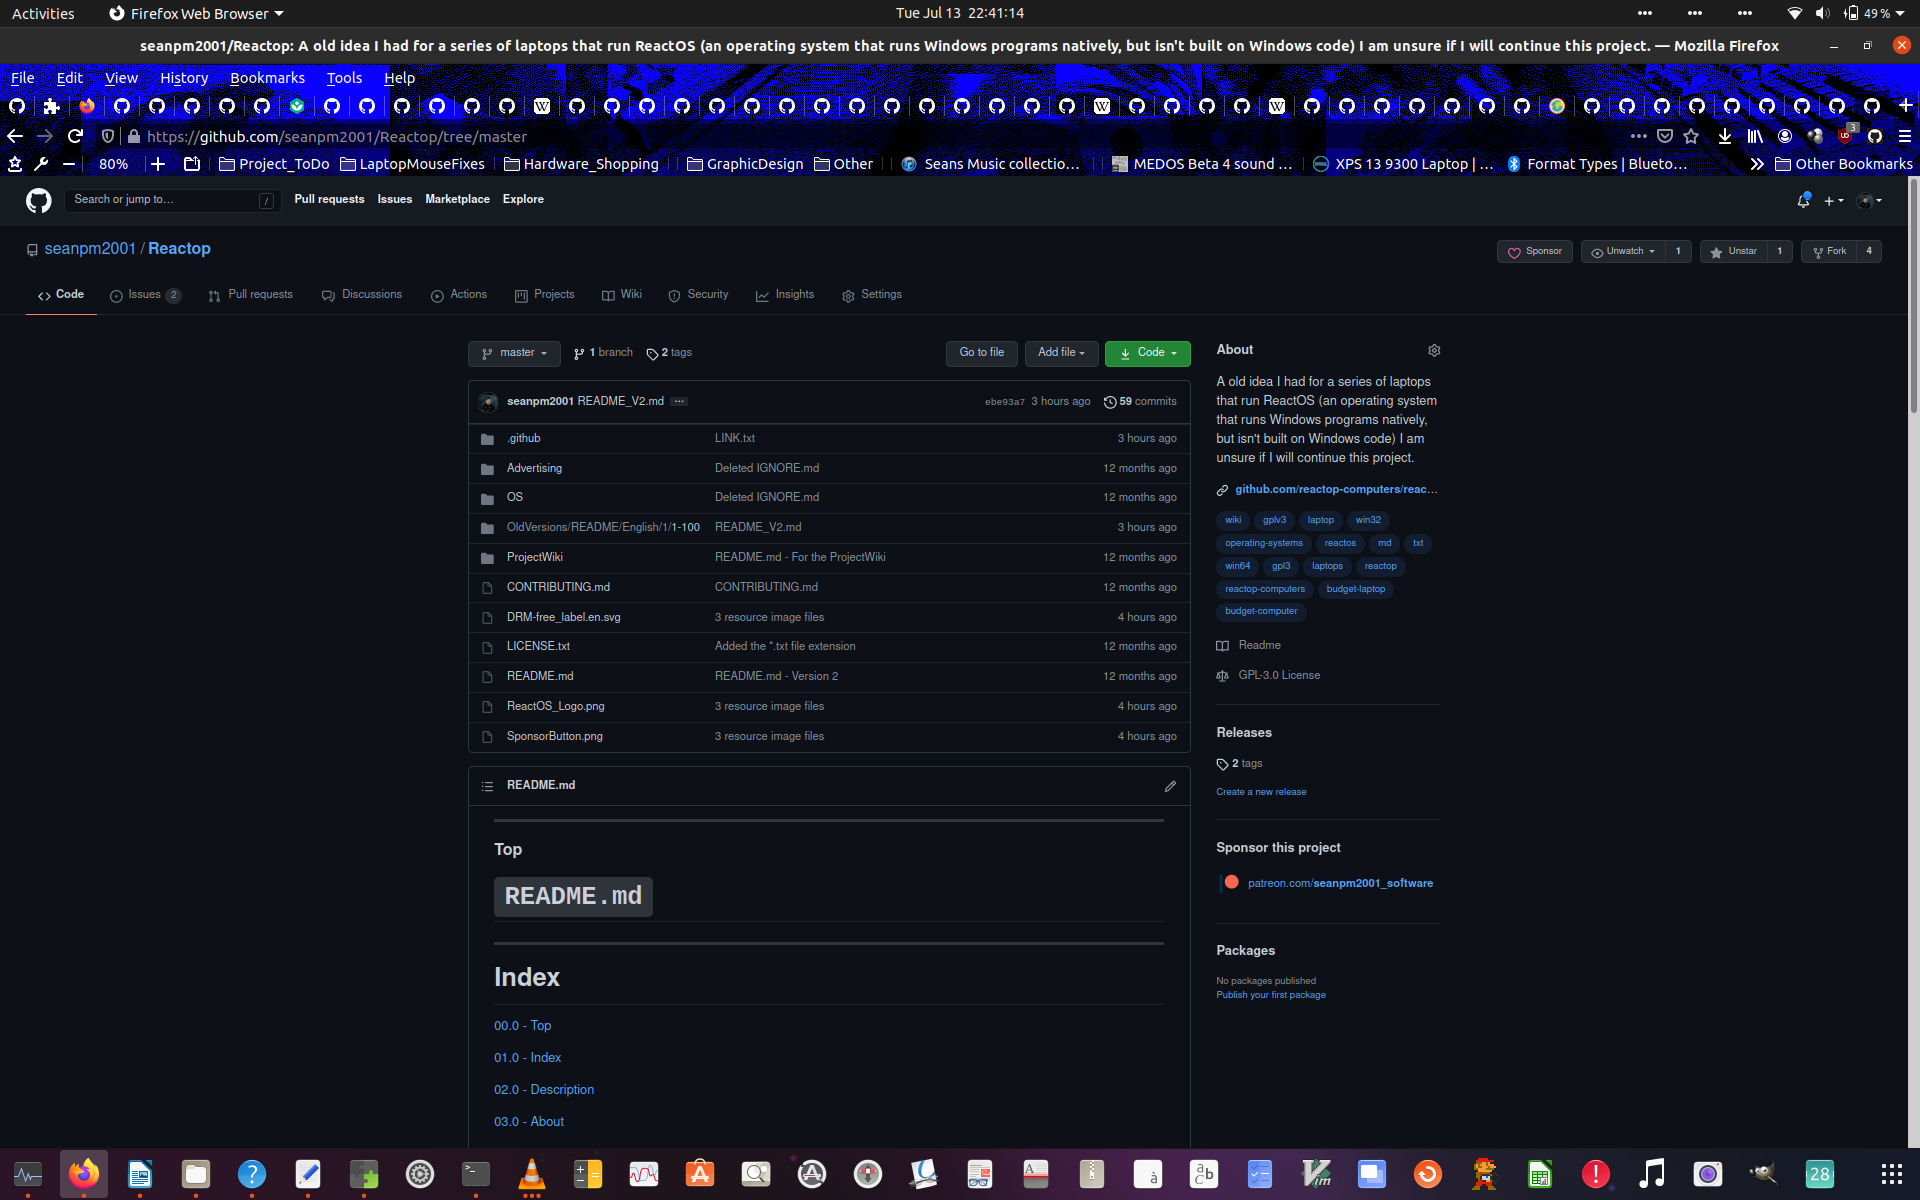 Activities
Firefox Web Browser
Tue Jul 13 22:41:14
49 %
seanpm2001/Reactop: A old idea I had for a series of laptops that run ReactOS (an operating system that runs Windows programs natively, but isn't built on Windows code) I am unsure if I will continue this project. — Mozilla Firefox
File Edit View History Bookmarks Tools Help
https://github.com/seanpm2001/Reactop/tree/master
3
80%
Project_ToDo
LaptopMouseFixes
Hardware_Shopping
GraphicDesign
Other
Seans Music collectio…
MEDOS Beta 4 sound …
XPS 13 9300 Laptop | …
Format Types | Blueto…
Other Bookmarks
Search or jump to…
/
Pull requests Issues Marketplace Explore
seanpm2001 / Reactop
Sponsor
Unwatch 1
Unstar 1
Fork 4
Code
Issues 2
Pull requests
Discussions
Actions
Projects
Wiki
Security
Insights
Settings
master
1 branch
2 tags
Go to file
Add file
Code
seanpm2001 README_V2.md ...
ebe93a7 3 hours ago
59 commits
.github LINK.txt 3 hours ago
Advertising Deleted IGNORE.md 12 months ago
OS Deleted IGNORE.md 12 months ago
OldVersions/README/English/1/1-100 README_V2.md 3 hours ago
ProjectWiki README.md - For the ProjectWiki 12 months ago
CONTRIBUTING.md CONTRIBUTING.md 12 months ago
DRM-free_label.en.svg 3 resource image files 4 hours ago
LICENSE.txt Added the *.txt file extension 12 months ago
README.md README.md - Version 2 12 months ago
ReactOS_Logo.png 3 resource image files 4 hours ago
SponsorButton.png 3 resource image files 4 hours ago
README.md
Top
README.md
Index
00.0 - Top
01.0 - Index
02.0 - Description
03.0 - About
About
A old idea I had for a series of laptops
that run ReactOS (an operating system
that runs Windows programs natively,
but isn't built on Windows code) I am
unsure if I will continue this project.
github.com/reactop-computers/reac…
wiki gplv3 laptop win32
operating-systems reactos md txt
win64 gpl3 laptops reactop
reactop-computers budget-laptop
budget-computer
Readme
GPL-3.0 License
Releases
2 tags
Create a new release
Sponsor this project
patreon.com/seanpm2001_software
Packages
No packages published
Publish your first package
28